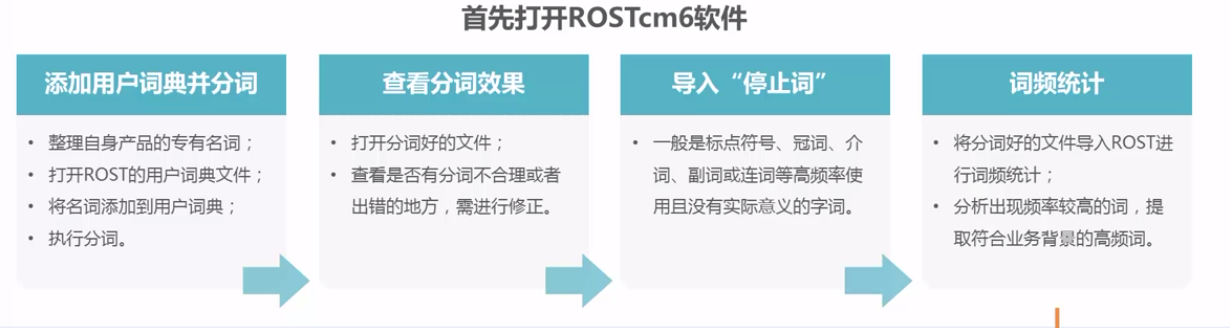 首先打开ROSTcm6软件
添加用户词典并分词
• 整理自身产品的专有名词；
• 打开ROST的用户词典文件；
• 将名词添加到用户词典；
• 执行分词。
查看分词效果
• 打开分词好的文件；
• 查看是否有分词不合理或者
出错的地方，需进行修正。
导入“停止词”
• 一般是标点符号、冠词、介
词、副词或连词等高频率使
用且没有实际意义的字词。
词频统计
• 将分词好的文件导入ROST进
行词频统计；
• 分析出现频率较高的词，提
取符合业务背景的高频词。